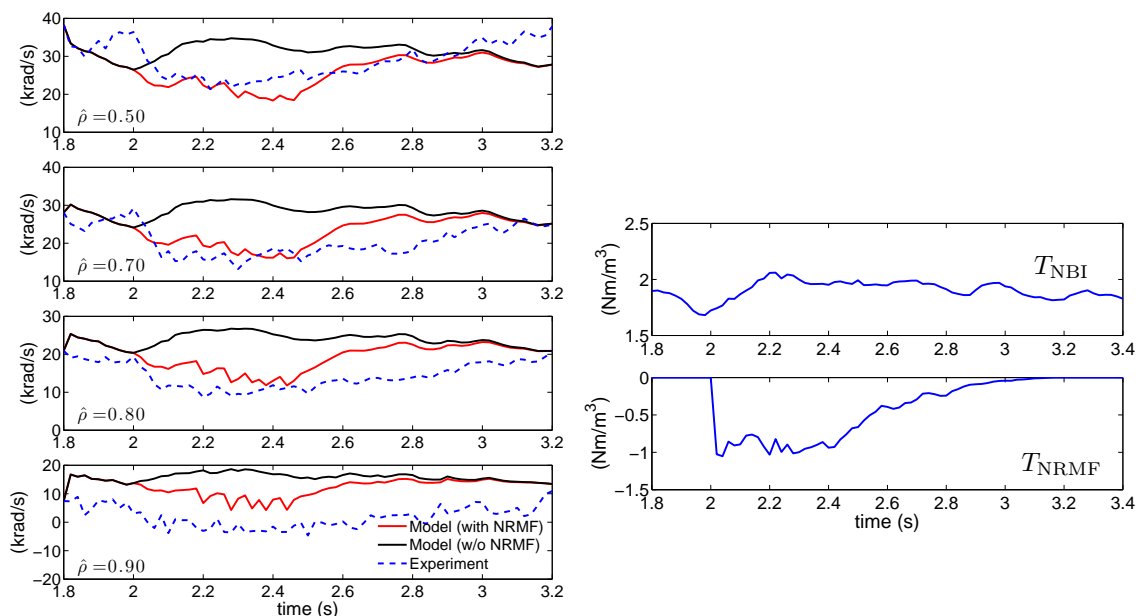 40
30
20
10
(krad/s)
ρ̂ =0.50
1.8 2 2.2 2.4 2.6 2.8 3 3.2
40
30
20
10
(krad/s)
ρ̂ =0.70
1.8 2 2.2 2.4 2.6 2.8 3 3.2
30
20
10
0
(krad/s)
ρ̂ =0.80
1.8 2 2.2 2.4 2.6 2.8 3 3.2
20
10
0
−10
−20
(krad/s)
ρ̂ =0.90
Model (with NRMF)
Model (w/o NRMF)
Experiment
1.8 2 2.2 2.4 2.6 2.8 3 3.2
time (s)
2.5
2
1.5
(Nm/m³)
T_NBI
1.8 2 2.2 2.4 2.6 2.8 3 3.2 3.4
0
−0.5
−1
−1.5
(Nm/m³)
T_NRMF
1.8 2 2.2 2.4 2.6 2.8 3 3.2 3.4
time (s)